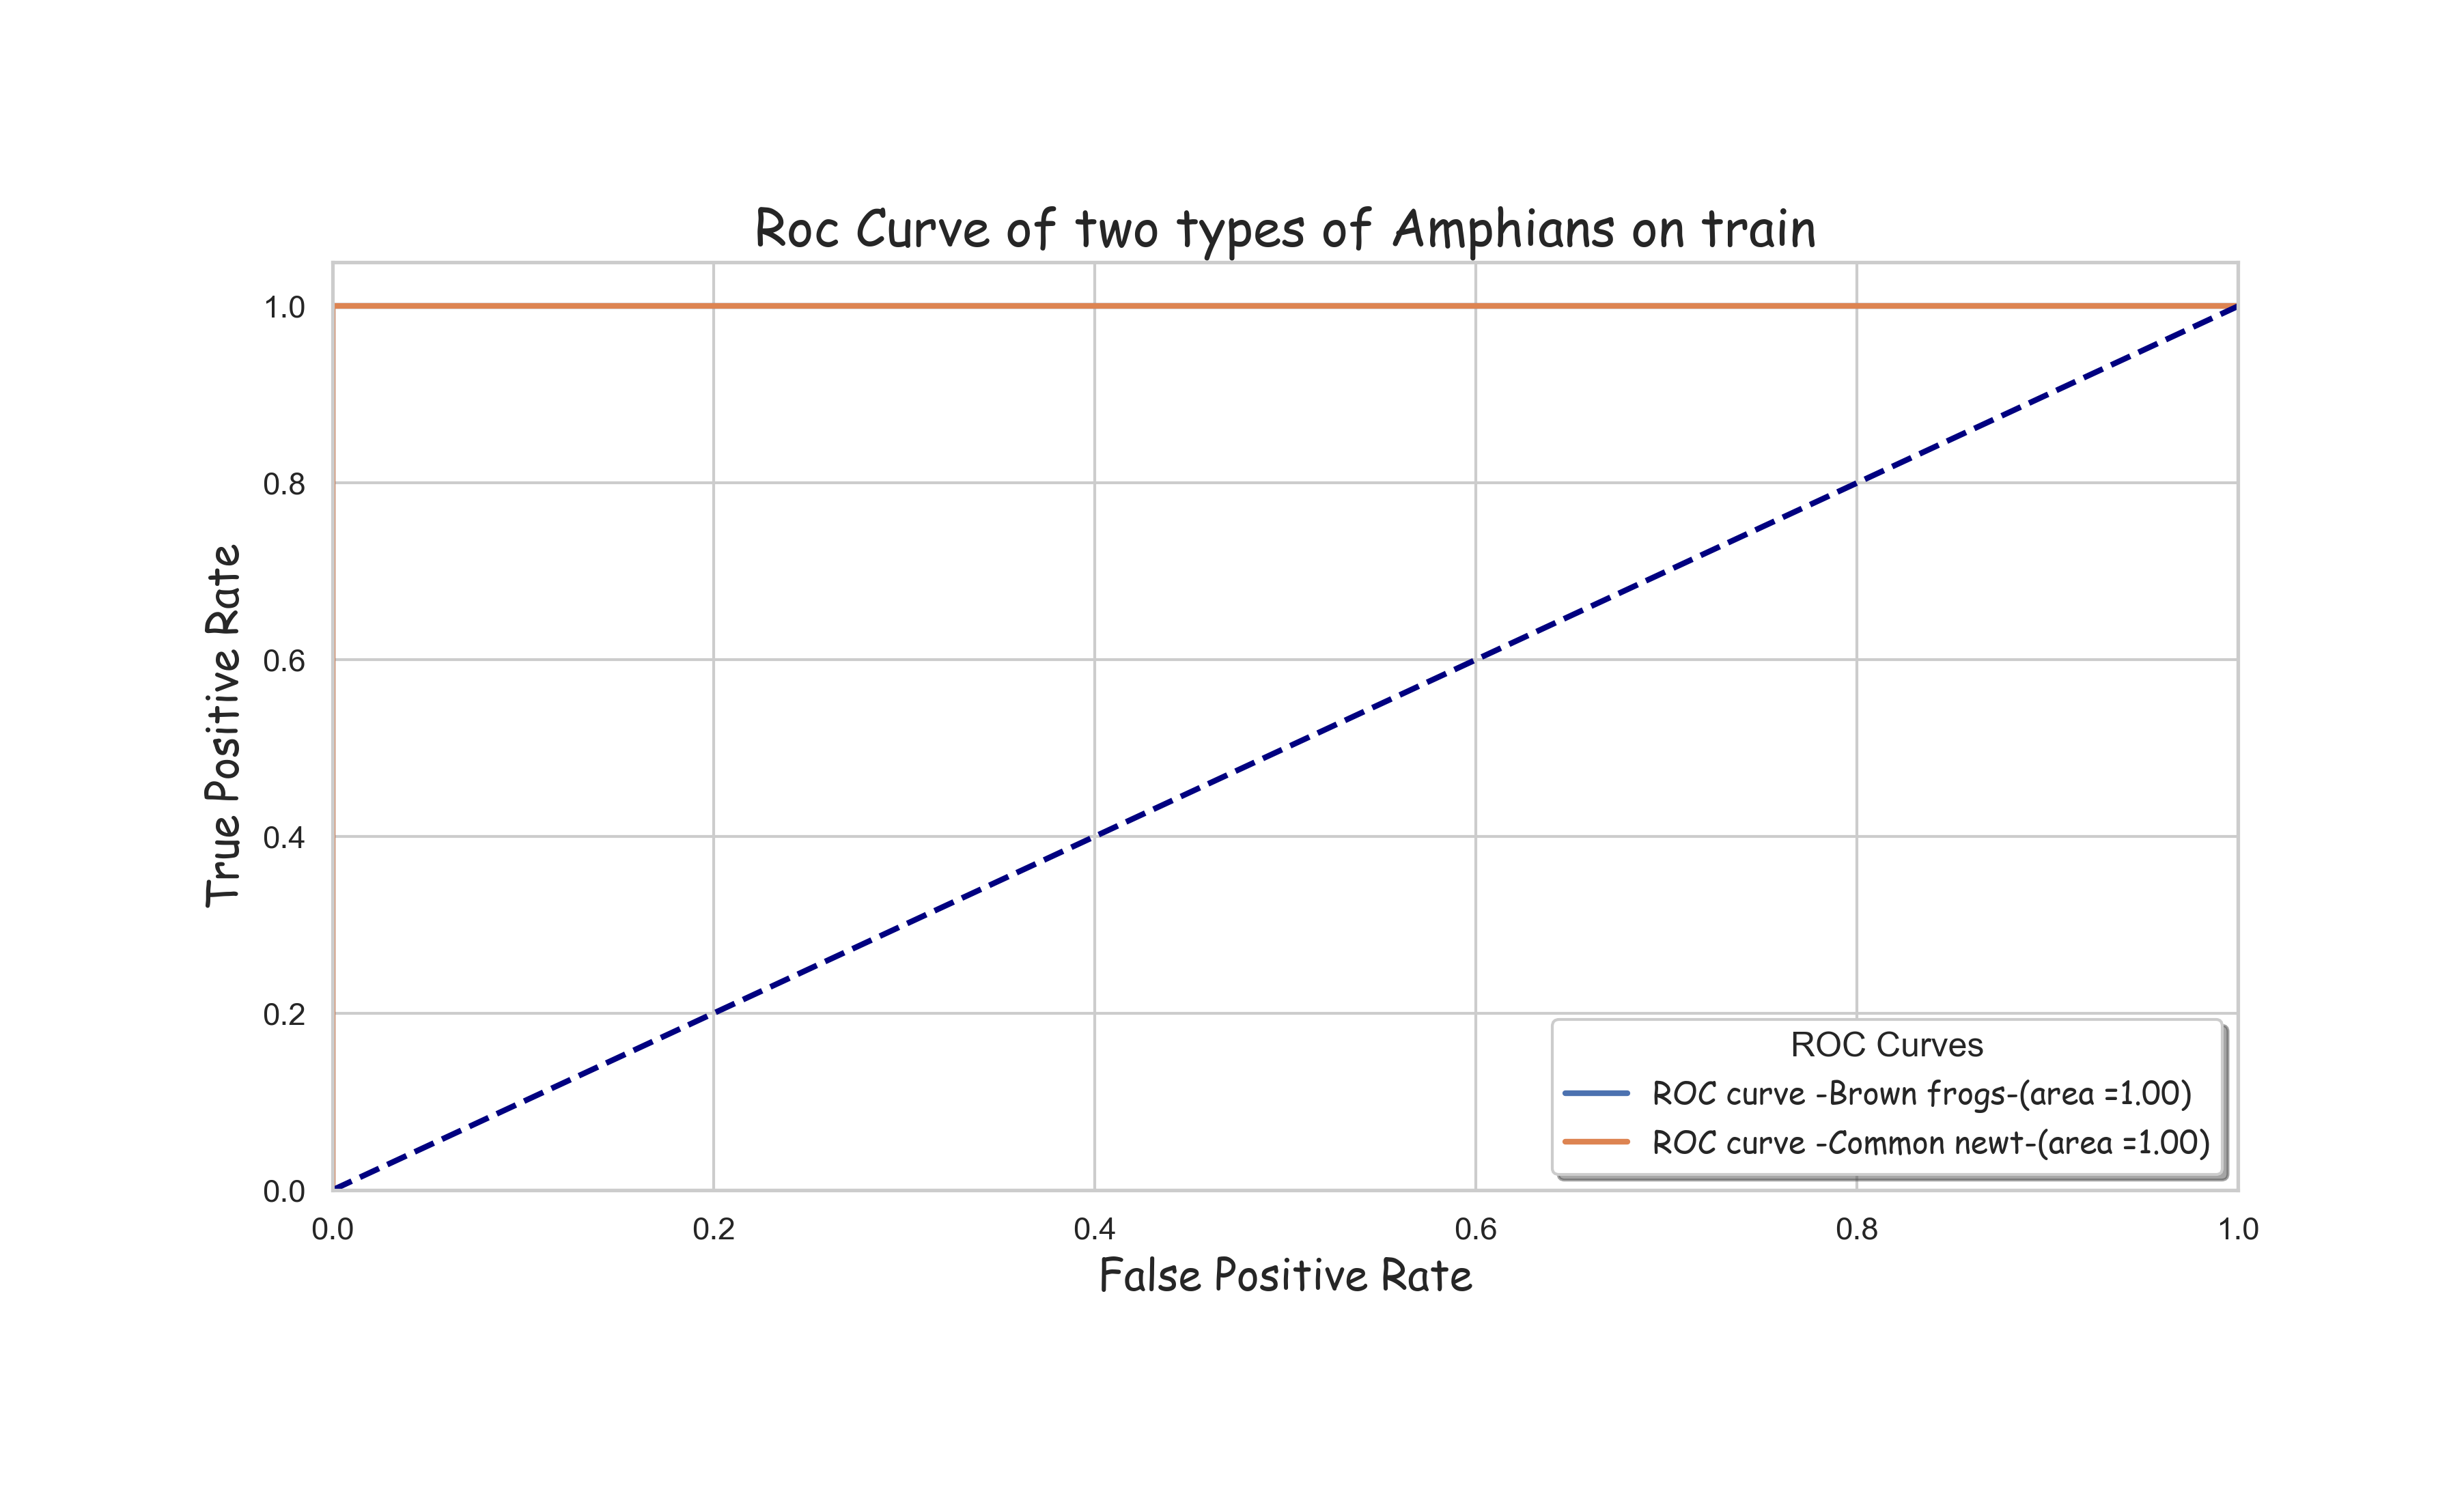 Roc Curve of two types of Amphians on train
True Positive Rate
1.0
0.8
0.6
0.4
0.2
0.0
0.0 0.2 0.4 0.6 0.8 1.0
False Positive Rate
ROC Curves
ROC curve -Brown frogs-(area =1.00)
ROC curve -Common newt-(area =1.00)